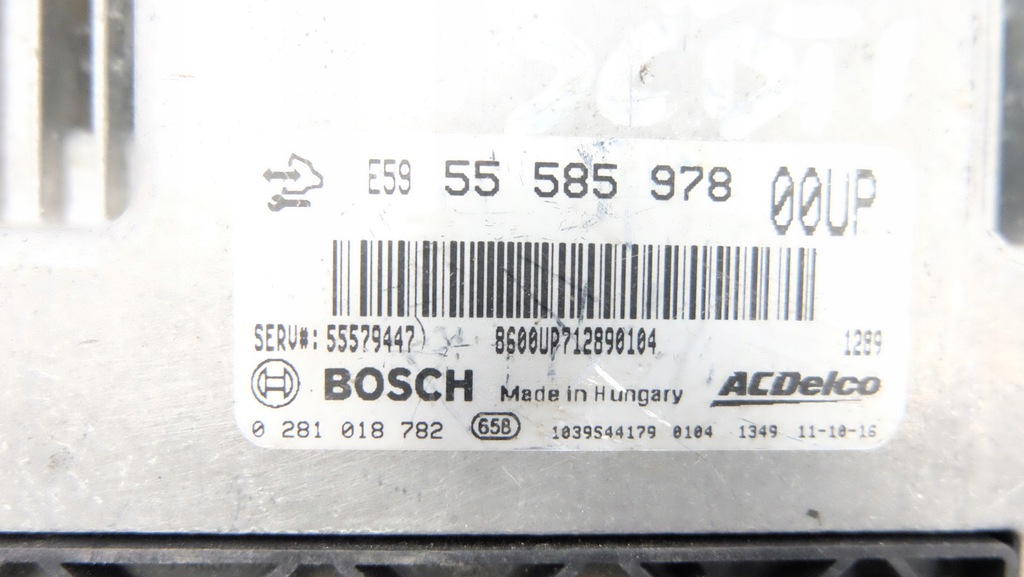 E59 55 585 978 00UP
SERV#: 55579447 8600UP712890104 1289
BOSCH Made in Hungary ACDelco
0 281 018 782 65B 1039S44179 0104 1349 11-10-16